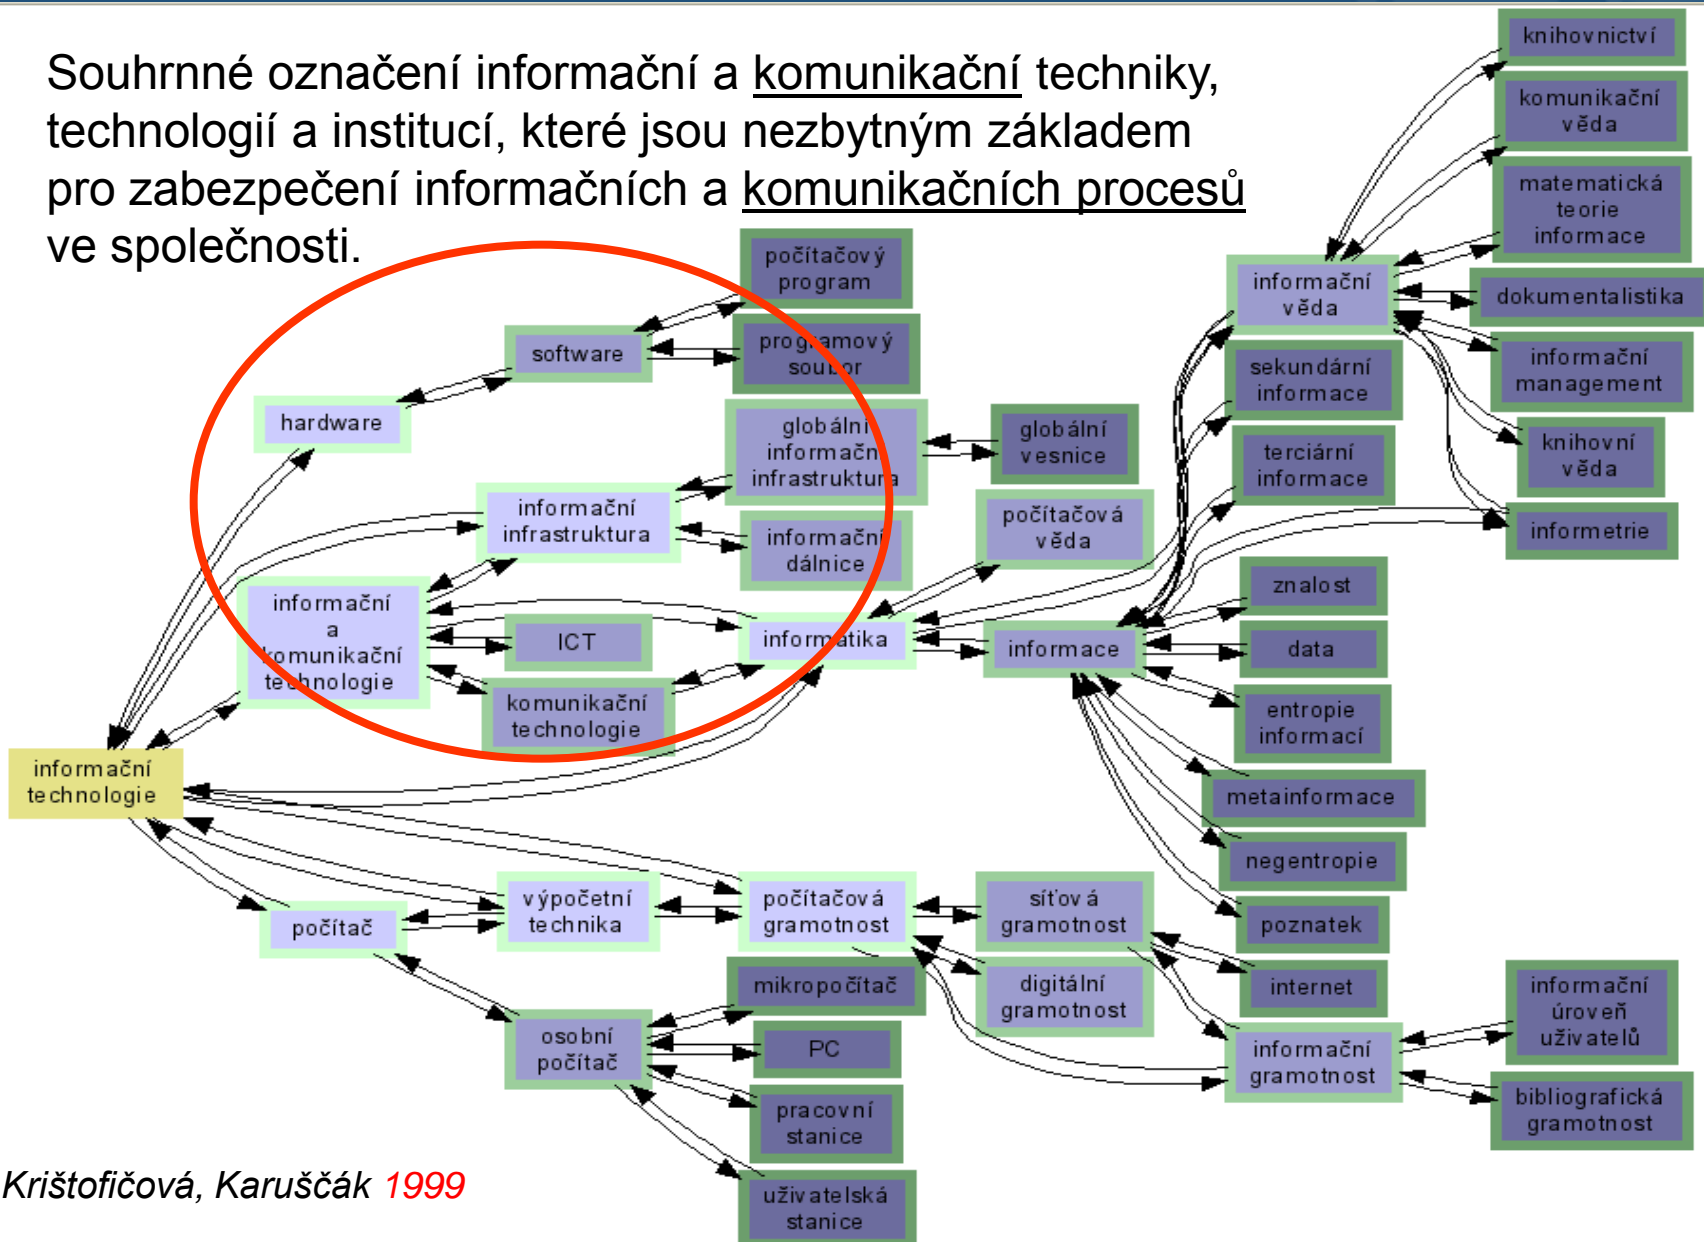 Souhrnné označení informační a komunikační techniky,
technologií a institucí, které jsou nezbytným základem
pro zabezpečení informačních a komunikačních procesů
ve společnosti.
knihovnictví
komunikační
věda
matematická
teorie
informace
informační
věda
dokumentalistika
informační
management
knihovní
věda
informetrie
počítačový
program
software
programový
soubor
hardware
sekundární
informace
terciární
informace
globální
informační
infrastruktura
globální
vesnice
informační
infrastruktura
počítačová
věda
informační
dálnice
informační
a
komunikační
technologie
ICT
informatika
informace
znalost
data
komunikační
technologie
entropie
informací
informační
technologie
metainformace
negentropie
poznatek
počítač
výpočetní
technika
počítačová
gramotnost
síťová
gramotnost
digitální
gramotnost
internet
informační
gramotnost
informační
úroveň
uživatelů
bibliografická
gramotnost
osobní
počítač
mikropočítač
PC
pracovní
stanice
uživatelská
stanice
Krištofičová, Karuščák 1999